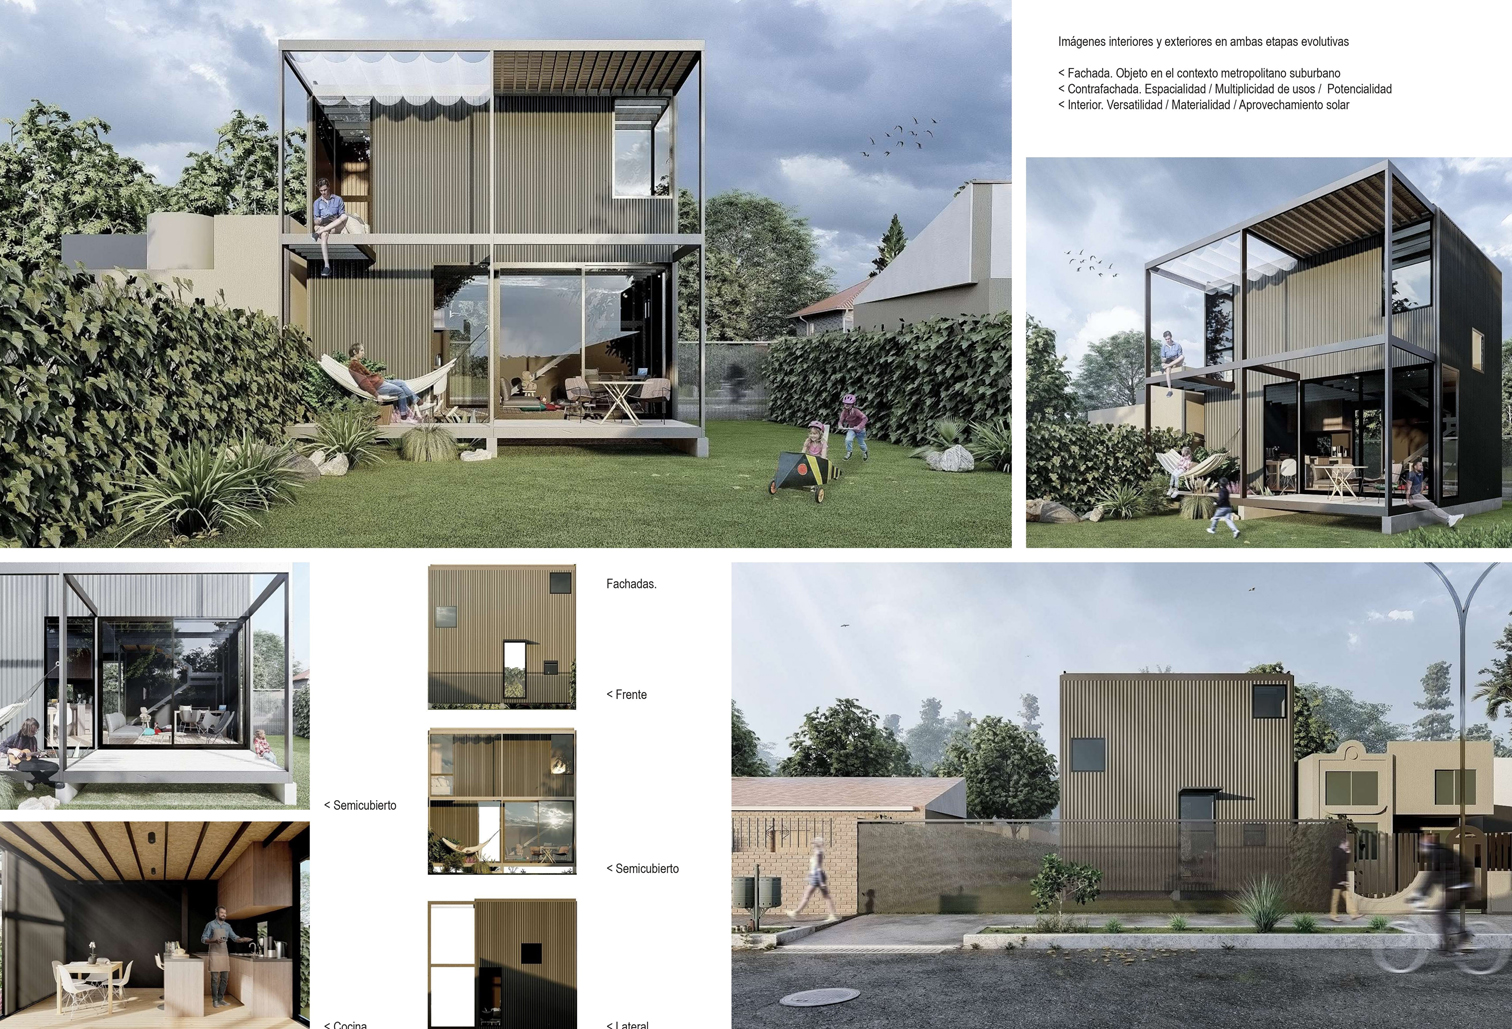 Imágenes interiores y exteriores en ambas etapas evolutivas
< Fachada. Objeto en el contexto metropolitano suburbano
< Contrafachada. Espacialidad / Multiplicidad de usos / Potencialidad
< Interior. Versatilidad / Materialidad / Aprovechamiento solar
Fachadas.
< Frente
< Semicubierto
< Semicubierto
< Cocina
< Lateral